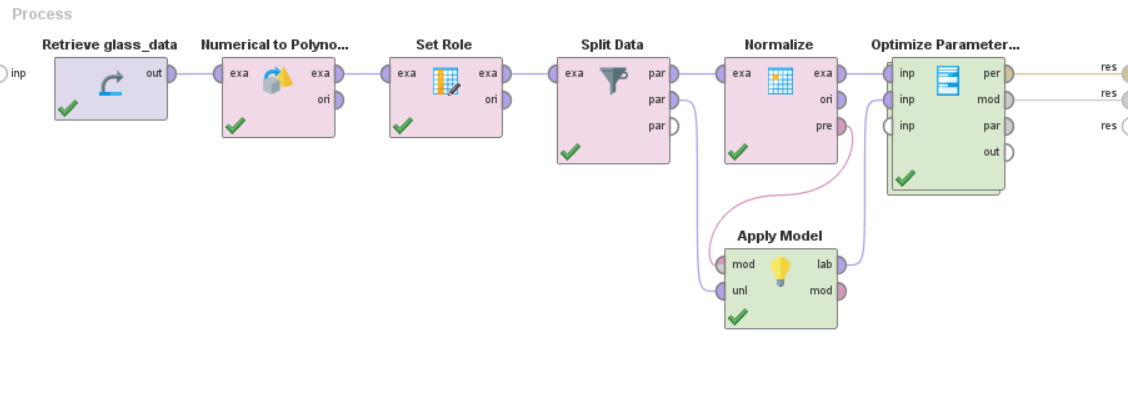 Process
Retrieve glass_data
Numerical to Polyno...
Set Role
Split Data
Normalize
Optimize Parameter...
inp
out
exa
exa
ori
exa
exa
ori
exa
par
par
par
exa
exa
ori
pre
inp
per
inp
mod
inp
par
out
res
res
res
Apply Model
mod
lab
unl
mod